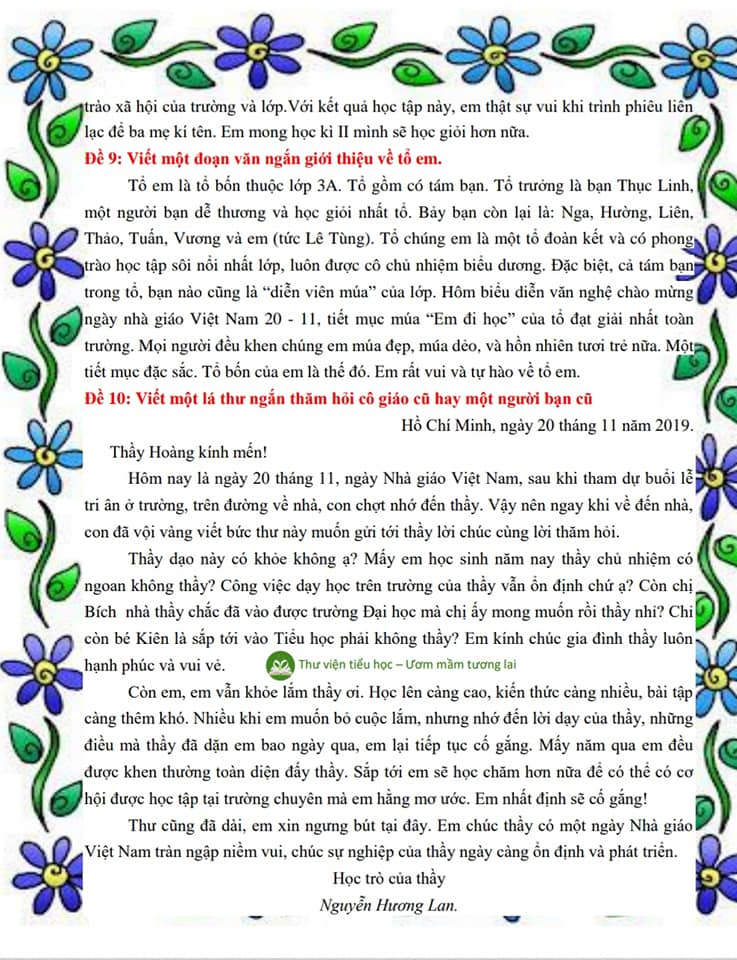 trào xã hội của trường và lớp.Với kết quả học tập này, em thật sự vui khi trình phiêu liên
lạc để ba mẹ kí tên. Em mong học kì II mình sẽ học giỏi hơn nữa.
Đề 9: Viết một đoạn văn ngắn giới thiệu về tổ em.
Tổ em là tổ bốn thuộc lớp 3A. Tổ gồm có tám bạn. Tổ trưởng là bạn Thục Linh,
một người bạn dễ thương và học giỏi nhất tổ. Bảy bạn còn lại là: Nga, Hường, Liên,
Thảo, Tuấn, Vương và em (tức Lê Tùng). Tổ chúng em là một tổ đoàn kết và có phong
trào học tập sôi nổi nhất lớp, luôn được cô chủ nhiệm biểu dương. Đặc biệt, cả tám bạn
trong tổ, bạn nào cũng là “diễn viên múa” của lớp. Hôm biểu diễn văn nghệ chào mừng
ngày nhà giáo Việt Nam 20 - 11, tiết mục múa “Em đi học” của tổ đạt giải nhất toàn
trường. Mọi người đều khen chúng em múa đẹp, múa dẻo, và hồn nhiên tươi trẻ nữa. Một
tiết mục đặc sắc. Tổ bốn của em là thế đó. Em rất vui và tự hào về tổ em.
Đề 10: Viết một lá thư ngắn thăm hỏi cô giáo cũ hay một người bạn cũ
Hồ Chí Minh, ngày 20 tháng 11 năm 2019.
Thầy Hoàng kính mến!
Hôm nay là ngày 20 tháng 11, ngày Nhà giáo Việt Nam, sau khi tham dự buổi lễ
tri ân ở trường, trên đường về nhà, con chợt nhớ đến thầy. Vậy nên ngay khi về đến nhà,
con đã vội vàng viết bức thư này muốn gửi tới thầy lời chúc cùng lời thăm hỏi.
Thầy dạo này có khỏe không ạ? Mấy em học sinh năm nay thầy chủ nhiệm có
ngoan không thầy? Công việc dạy học trên trường của thầy vẫn ổn định chứ ạ? Còn chị
Bích nhà thầy chắc đã vào được trường Đại học mà chị ấy mong muốn rồi thầy nhỉ? Chỉ
còn bé Kiên là sắp tới vào Tiểu học phải không thầy? Em kính chúc gia đình thầy luôn
hạnh phúc và vui vẻ.
Thư viện tiểu học – Ươm mầm tương lai
Còn em, em vẫn khỏe lắm thầy ơi. Học lên càng cao, kiến thức càng nhiều, bài tập
càng thêm khó. Nhiều khi em muốn bỏ cuộc lắm, nhưng nhớ đến lời dạy của thầy, những
điều mà thầy đã dặn em bao ngày qua, em lại tiếp tục cố gắng. Mấy năm qua em đều
được khen thưởng toàn diện đấy thầy. Sắp tới em sẽ học chăm hơn nữa để có thể có cơ
hội được học tập tại trường chuyên mà em hằng mơ ước. Em nhất định sẽ cố gắng!
Thư cũng đã dài, em xin ngưng bút tại đây. Em chúc thầy có một ngày Nhà giáo
Việt Nam tràn ngập niềm vui, chúc sự nghiệp của thầy ngày càng ổn định và phát triển.
Học trò của thầy
Nguyễn Hương Lan.